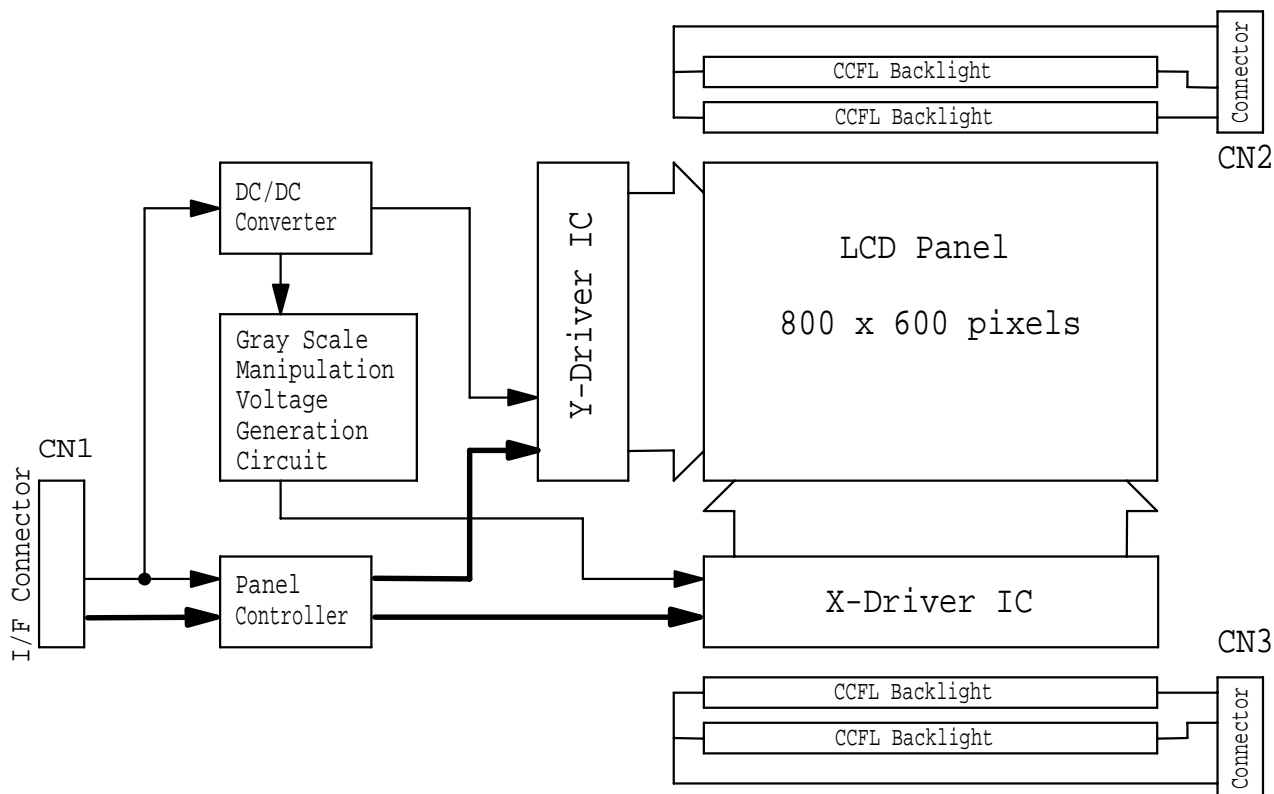 CCFL Backlight
CCFL Backlight
Connector
CN2
DC/DC
Converter
Y-Driver IC
LCD Panel
800 x 600 pixels
Gray Scale
Manipulation
Voltage
Generation
Circuit
CN1
I/F Connector
Panel
Controller
X-Driver IC
CN3
CCFL Backlight
CCFL Backlight
Connector